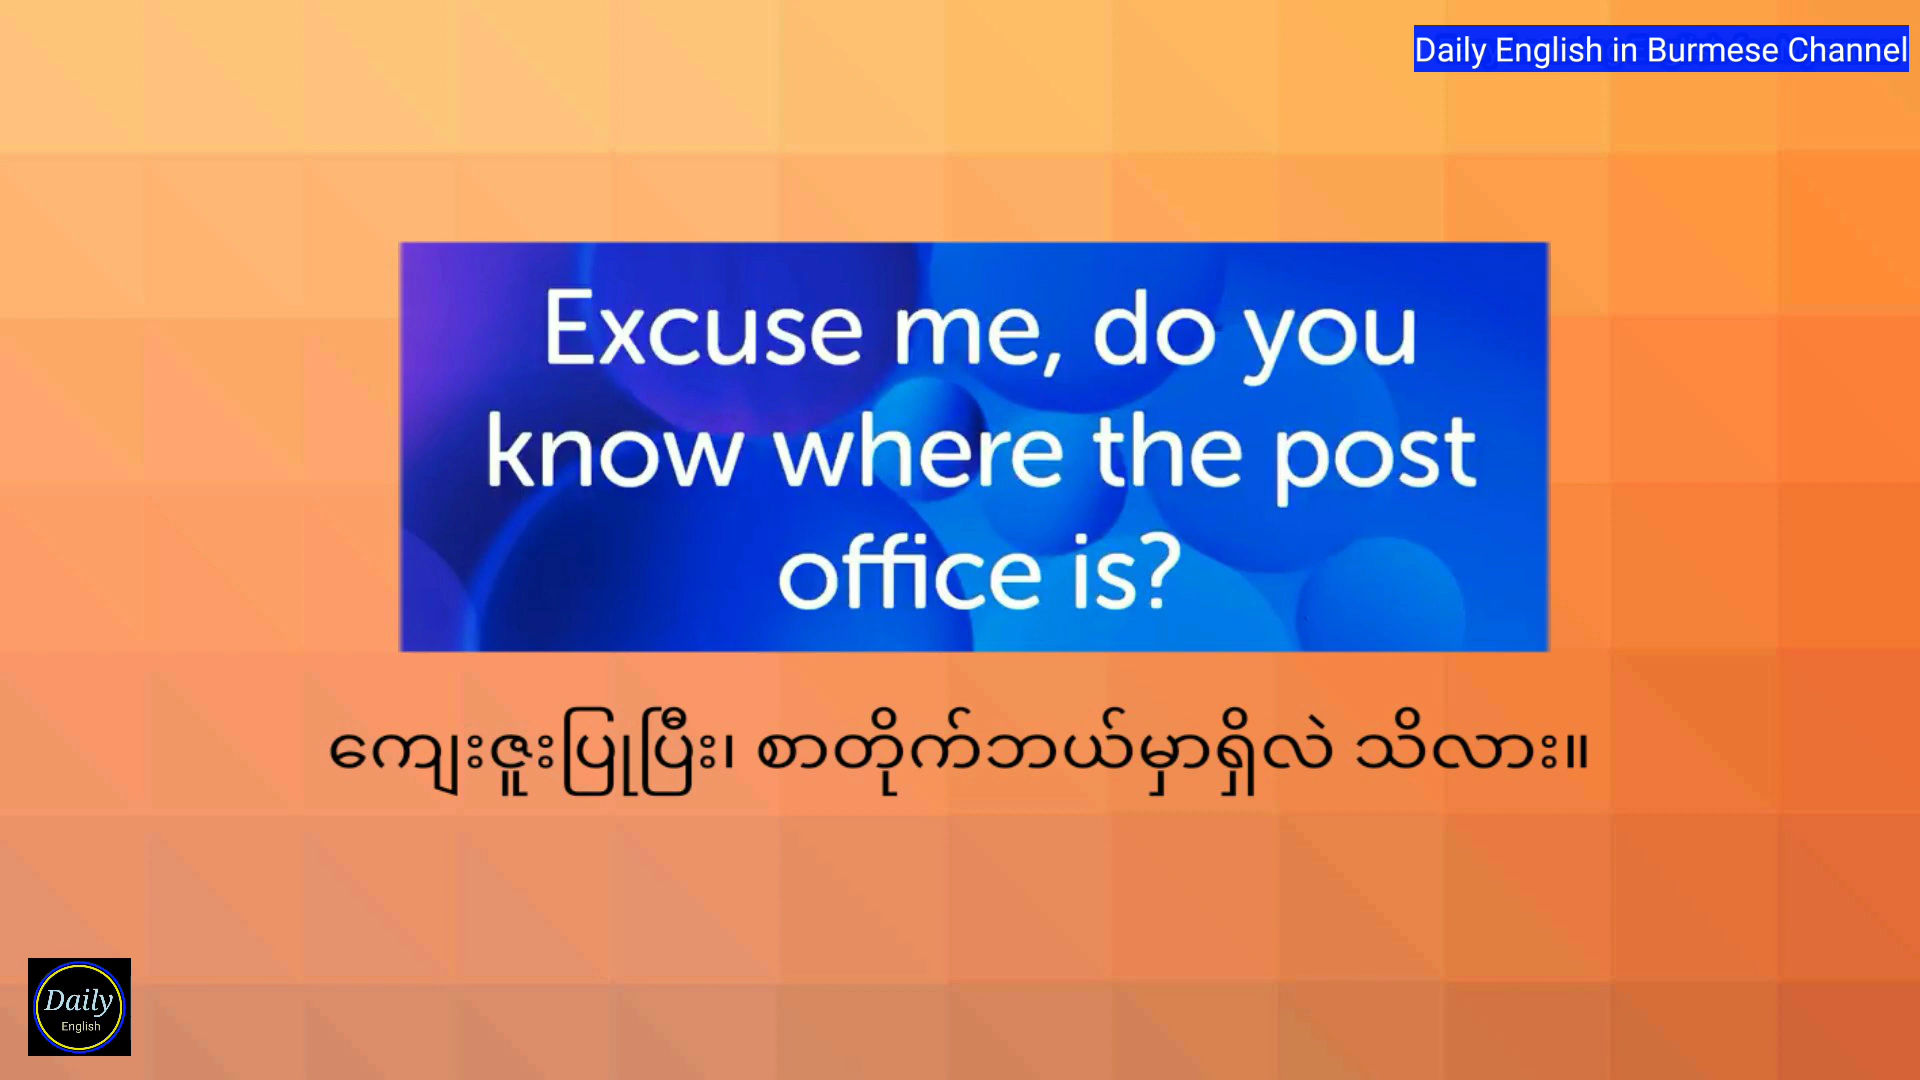 Daily English in Burmese Channel
Excuse me, do you
know where the post
office is?
ကျေးဇူးပြုပြီး၊ စာတိုက်ဘယ်မှာရှိလဲ သိလား။
Daily
English